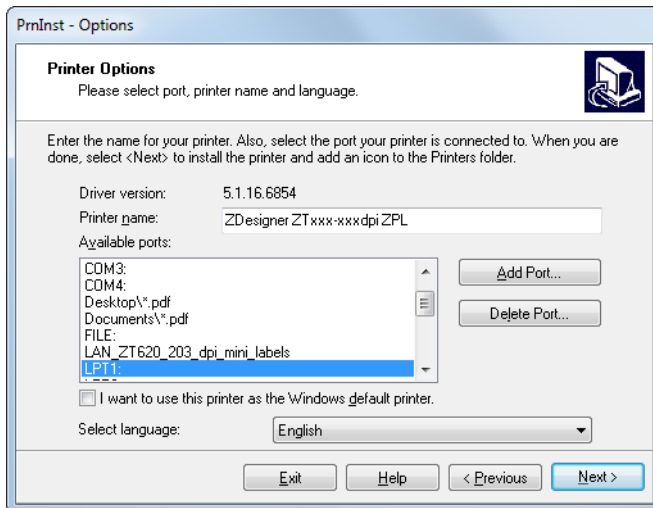 PrnInst - Options
Printer Options
Please select port, printer name and language.
Enter the name for your printer. Also, select the port your printer is connected to. When you are
done, select <Next> to install the printer and add an icon to the Printers folder.
Driver version: 5.1.16.6854
Printer name: ZDesigner ZTxxx-xxxdpi ZPL
Available ports:
COM3:
COM4:
Desktop\*.pdf
Documents\*.pdf
FILE:
LAN_ZT620_203_dpi_mini_labels
LPT1:
Add Port...
Delete Port...
I want to use this printer as the Windows default printer.
Select language: English
Exit Help < Previous Next >